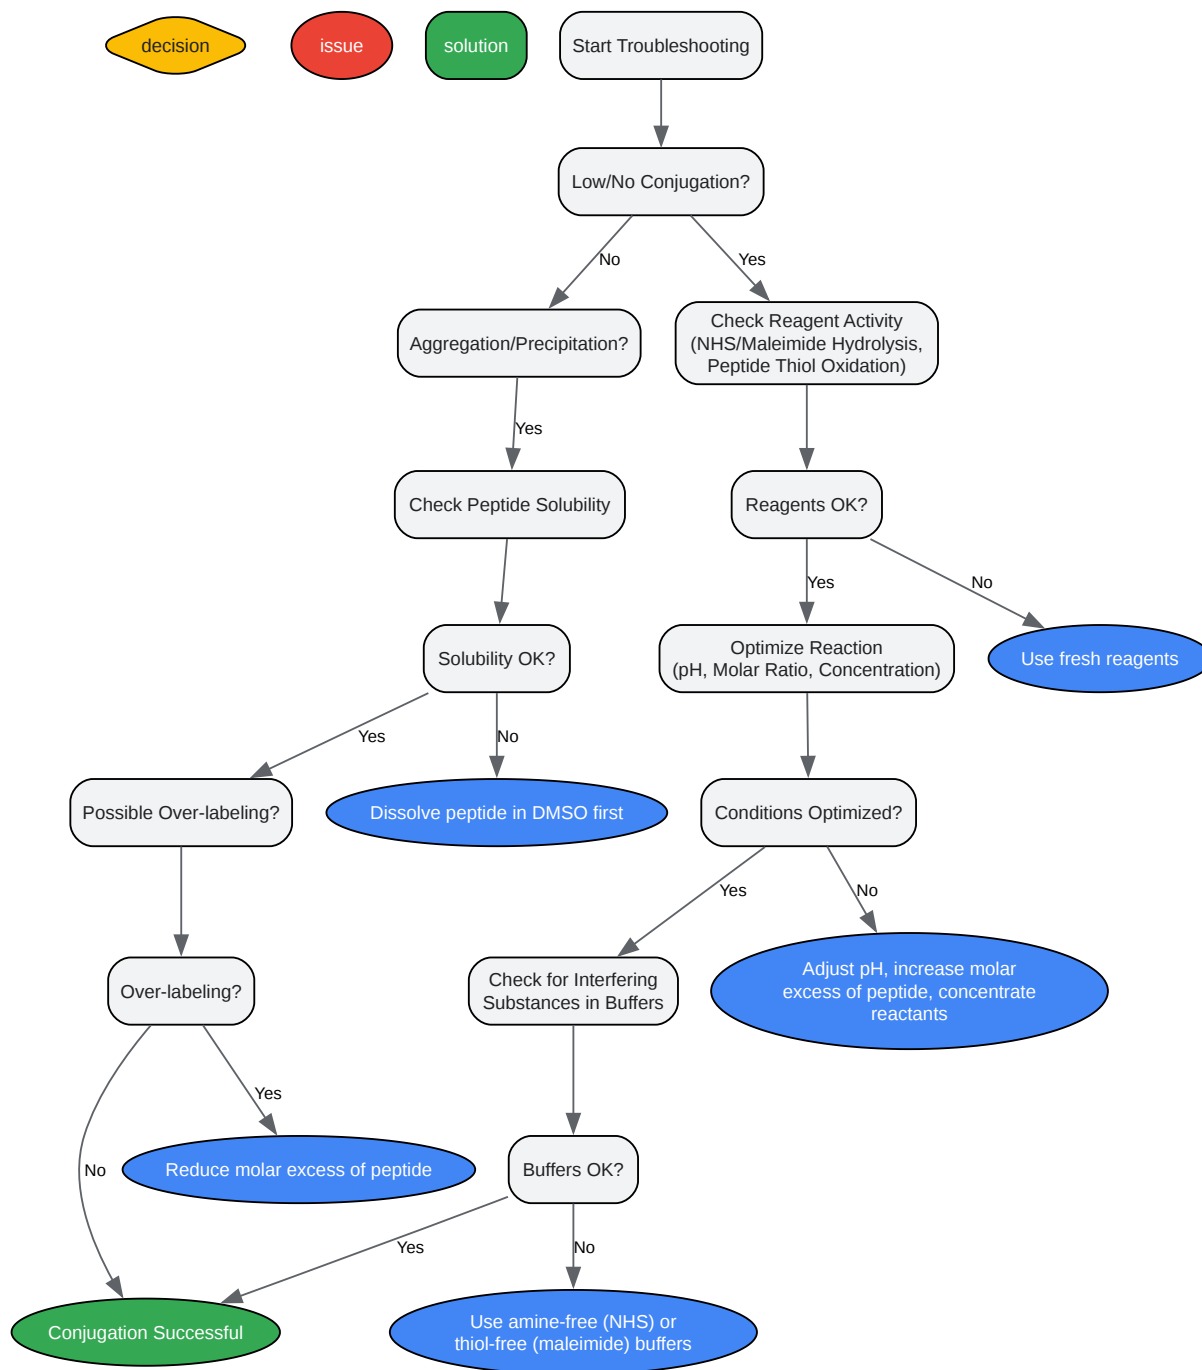 decision
issue
solution
Start Troubleshooting
Low/No Conjugation?
No
Yes
Aggregation/Precipitation?
Check Reagent Activity
(NHS/Maleimide Hydrolysis,
Peptide Thiol Oxidation)
Yes
Check Peptide Solubility
Reagents OK?
Yes
No
Solubility OK?
Optimize Reaction
(pH, Molar Ratio, Concentration)
Use fresh reagents
Yes
No
Possible Over-labeling?
Dissolve peptide in DMSO first
Conditions Optimized?
Yes
No
Over-labeling?
Check for Interfering
Substances in Buffers
Adjust pH, increase molar
excess of peptide, concentrate
reactants
Yes
No
Reduce molar excess of peptide
Buffers OK?
Yes
No
Conjugation Successful
Use amine-free (NHS) or
thiol-free (maleimide) buffers